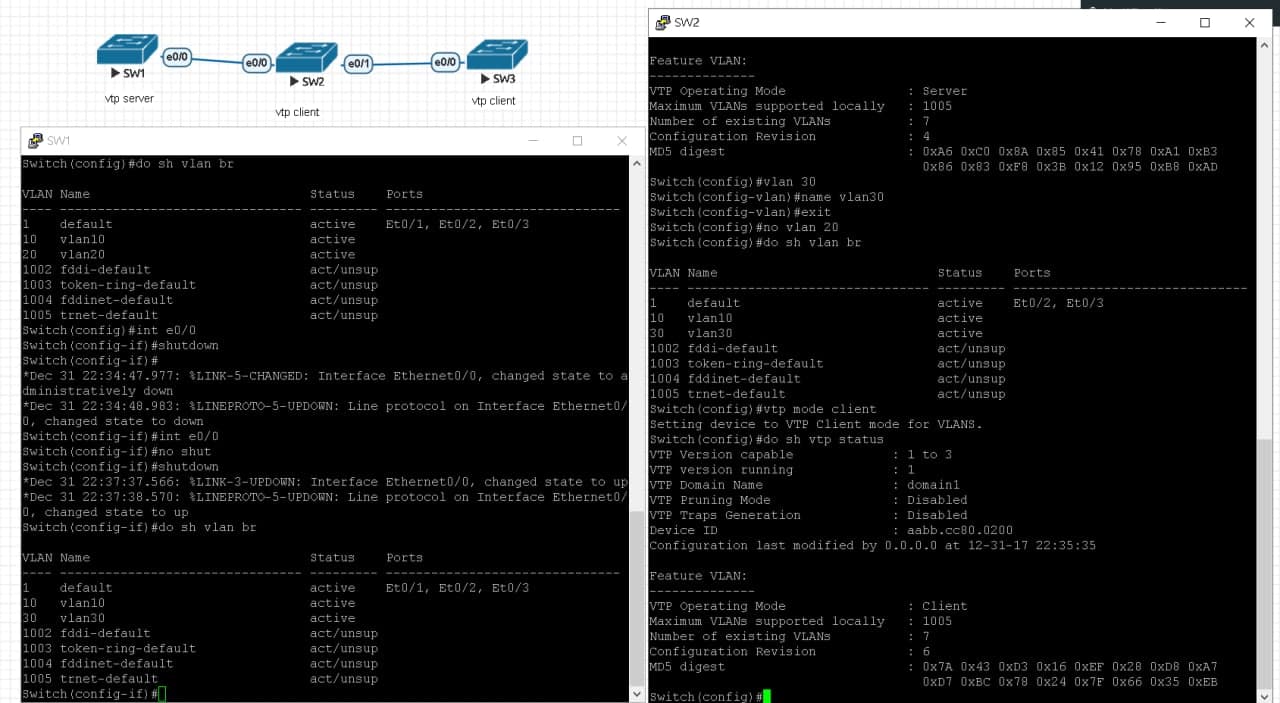 e0/0
e0/0
e0/1
e0/0
SW1
SW2
SW3
vtp server
vtp client
vtp client
SW1
Switch(config)#do sh vlan br
VLAN Name                             Status    Ports
---- -------------------------------- --------- -------------------------------
1    default                          active    Et0/1, Et0/2, Et0/3
10   vlan10                           active
20   vlan20                           active
1002 fddi-default                     act/unsup
1003 token-ring-default               act/unsup
1004 fddinet-default                  act/unsup
1005 trnet-default                    act/unsup
Switch(config)#int e0/0
Switch(config-if)#shutdown
Switch(config-if)#
*Dec 31 22:34:47.977: %LINK-5-CHANGED: Interface Ethernet0/0, changed state to a
dministratively down
*Dec 31 22:34:48.983: %LINEPROTO-5-UPDOWN: Line protocol on Interface Ethernet0/
0, changed state to down
Switch(config-if)#int e0/0
Switch(config-if)#no shut
Switch(config-if)#shutdown
*Dec 31 22:37:37.566: %LINK-3-UPDOWN: Interface Ethernet0/0, changed state to up
*Dec 31 22:37:38.570: %LINEPROTO-5-UPDOWN: Line protocol on Interface Ethernet0/
0, changed state to up
Switch(config-if)#do sh vlan br
VLAN Name                             Status    Ports
---- -------------------------------- --------- -------------------------------
1    default                          active    Et0/1, Et0/2, Et0/3
10   vlan10                           active
30   vlan30                           active
1002 fddi-default                     act/unsup
1003 token-ring-default               act/unsup
1004 fddinet-default                  act/unsup
1005 trnet-default                    act/unsup
Switch(config-if)#
SW2
Feature VLAN:
--------------
VTP Operating Mode                : Server
Maximum VLANs supported locally   : 1005
Number of existing VLANs          : 7
Configuration Revision            : 4
MD5 digest                        : 0xA6 0xC0 0x8A 0x85 0x41 0x78 0xA1 0xB3
0x86 0x83 0xF8 0x3B 0x12 0x95 0xB8 0xAD
Switch(config)#vlan 30
Switch(config-vlan)#name vlan30
Switch(config-vlan)#exit
Switch(config)#no vlan 20
Switch(config)#do sh vlan br
VLAN Name                             Status    Ports
---- -------------------------------- --------- -------------------------------
1    default                          active    Et0/2, Et0/3
10   vlan10                           active
30   vlan30                           active
1002 fddi-default                     act/unsup
1003 token-ring-default               act/unsup
1004 fddinet-default                  act/unsup
1005 trnet-default                    act/unsup
Switch(config)#vtp mode client
Setting device to VTP Client mode for VLANS.
Switch(config)#do sh vtp status
VTP Version capable             : 1 to 3
VTP version running             : 1
VTP Domain Name                 : domain1
VTP Pruning Mode                : Disabled
VTP Traps Generation            : Disabled
Device ID                       : aabb.cc80.0200
Configuration last modified by 0.0.0.0 at 12-31-17 22:35:35
Feature VLAN:
--------------
VTP Operating Mode                : Client
Maximum VLANs supported locally   : 1005
Number of existing VLANs          : 7
Configuration Revision            : 6
MD5 digest                        : 0x7A 0x43 0xD3 0x16 0xEF 0x28 0xD8 0xA7
0xD7 0xBC 0x78 0x24 0x7F 0x66 0x35 0xEB
Switch(config)#